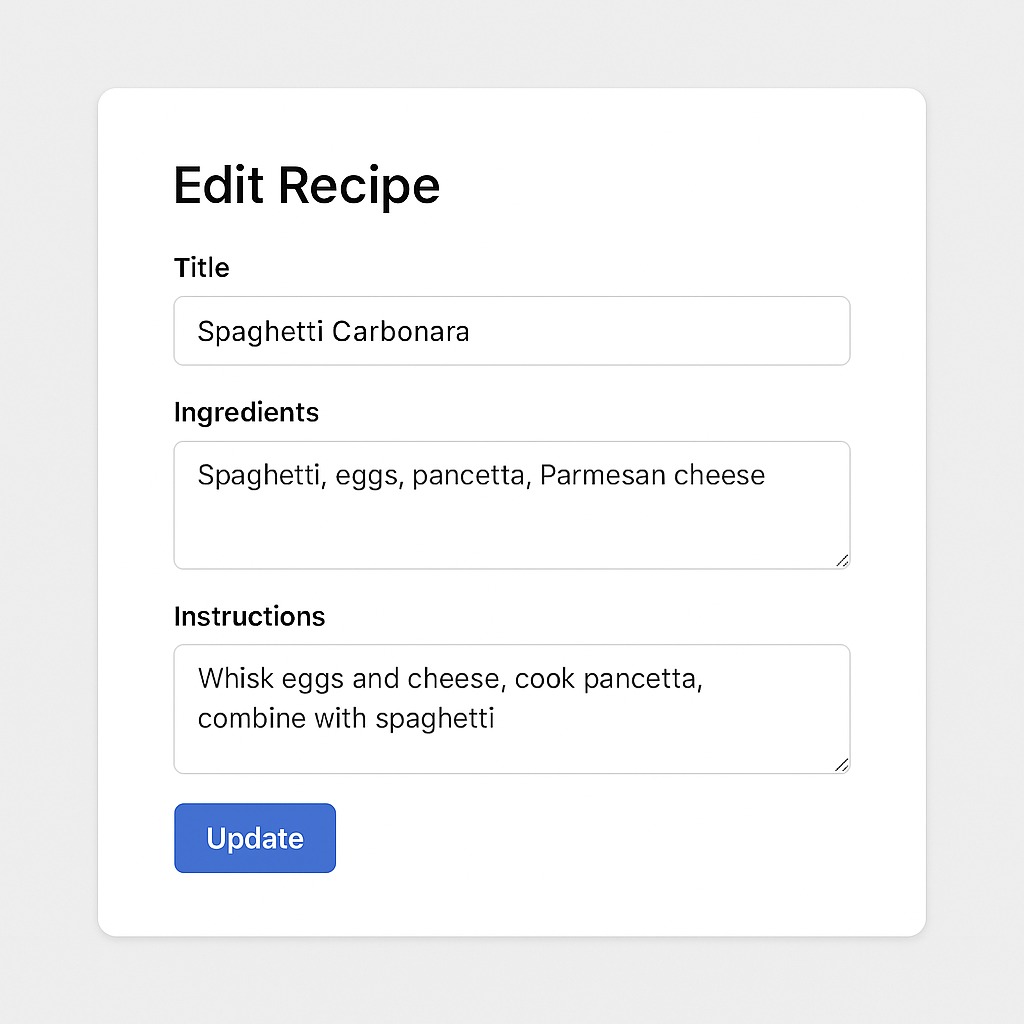 Edit Recipe
Title
Spaghetti Carbonara
Ingredients
Spaghetti, eggs, pancetta, Parmesan cheese
Instructions
Whisk eggs and cheese, cook pancetta,
combine with spaghetti
Update